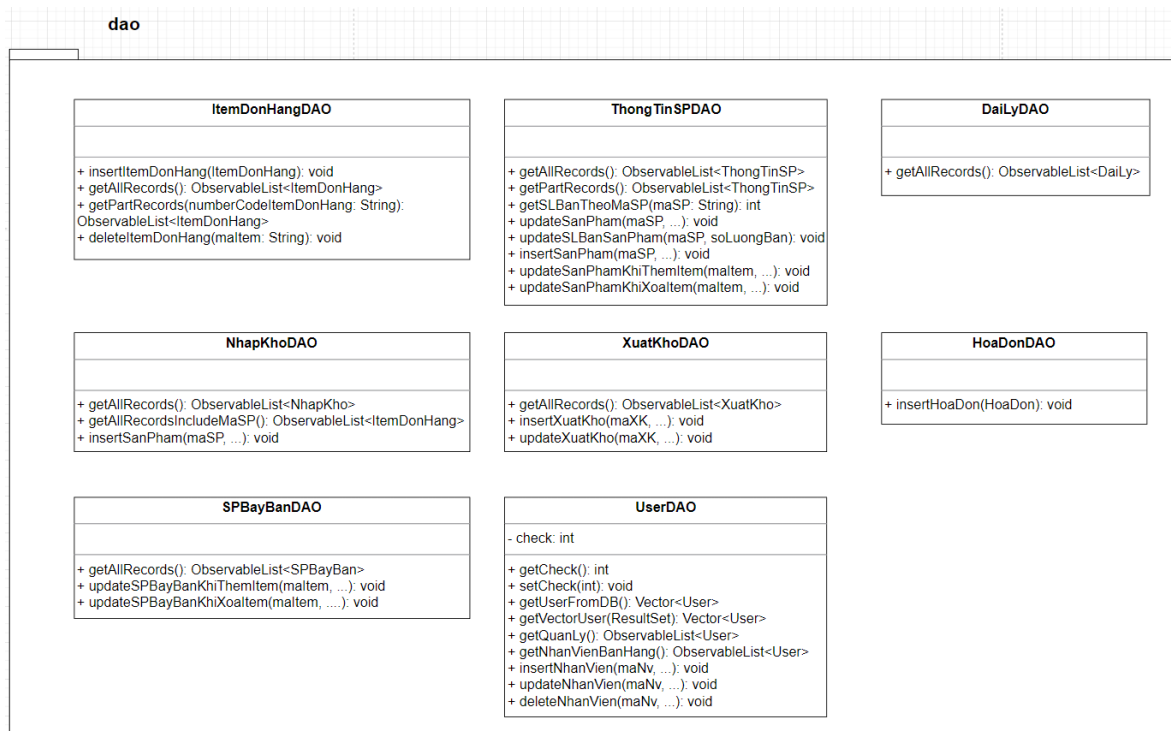 dao
ItemDonHangDAO
+ insertItemDonHang(ItemDonHang): void
+ getAllRecords(): ObservableList<ItemDonHang>
+ getPartRecords(numberCodeItemDonHang: String):
ObservableList<ItemDonHang>
+ deleteItemDonHang(maItem: String): void
ThongTinSPDAO
+ getAllRecords(): ObservableList<ThongTinSP>
+ getPartRecords(): ObservableList<ThongTinSP>
+ getSLBanTheoMaSP(maSP: String): int
+ updateSanPham(maSP, ...): void
+ updateSLBanSanPham(maSP, soLuongBan): void
+ insertSanPham(maSP, ...): void
+ updateSanPhamKhiThemItem(maItem, ...): void
+ updateSanPhamKhiXoaItem(maItem, ...): void
DaiLyDAO
+ getAllRecords(): ObservableList<DaiLy>
NhapKhoDAO
+ getAllRecords(): ObservableList<NhapKho>
+ getAllRecordsIncludeMaSP(): ObservableList<ItemDonHang>
+ insertSanPham(maSP, ...): void
XuatKhoDAO
+ getAllRecords(): ObservableList<XuatKho>
+ insertXuatKho(maXK, ...): void
+ updateXuatKho(maXK, ...): void
HoaDonDAO
+ insertHoaDon(HoaDon): void
SPBayBanDAO
+ getAllRecords(): ObservableList<SPBayBan>
+ updateSPBayBanKhiThemItem(maItem, ...): void
+ updateSPBayBanKhiXoaItem(maItem, ....): void
UserDAO
- check: int
+ getCheck(): int
+ setCheck(int): void
+ getUserFromDB(): Vector<User>
+ getVectorUser(ResultSet): Vector<User>
+ getQuanLy(): ObservableList<User>
+ getNhanVienBanHang(): ObservableList<User>
+ insertNhanVien(maNv, ...): void
+ updateNhanVien(maNv, ...): void
+ deleteNhanVien(maNv, ...): void